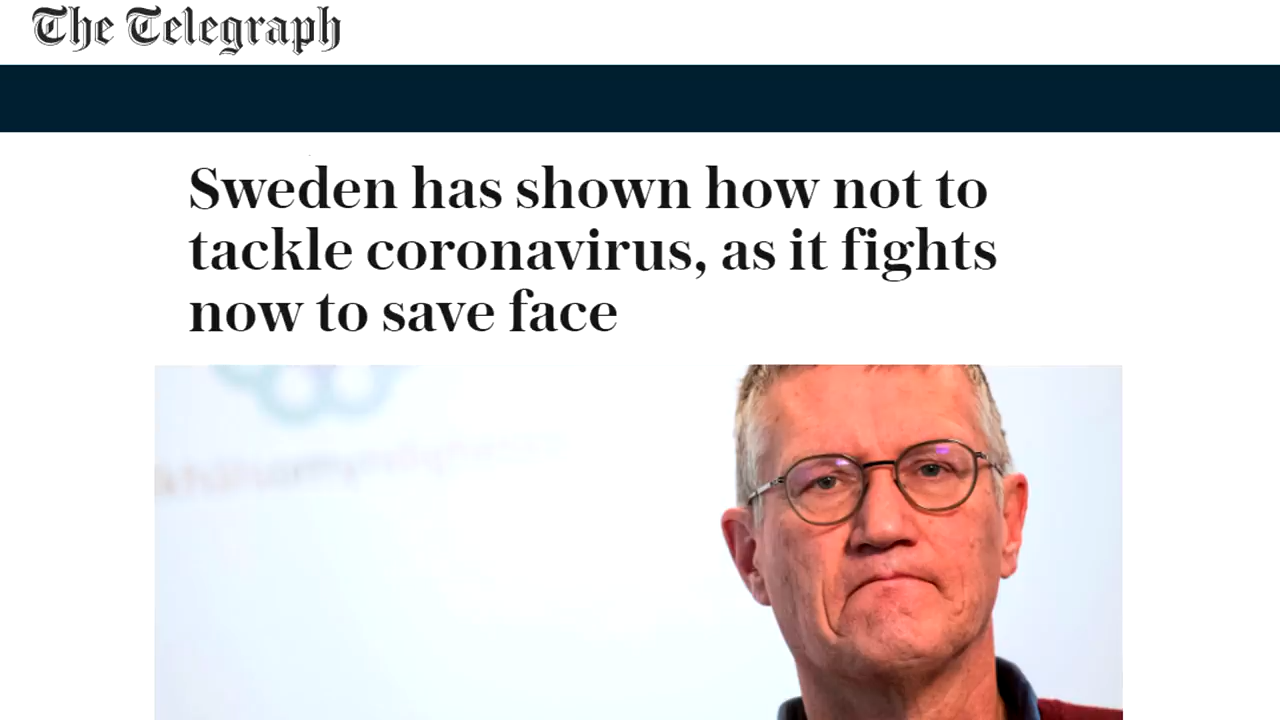 The Telegraph
Sweden has shown how not to
tackle coronavirus, as it fights
now to save face